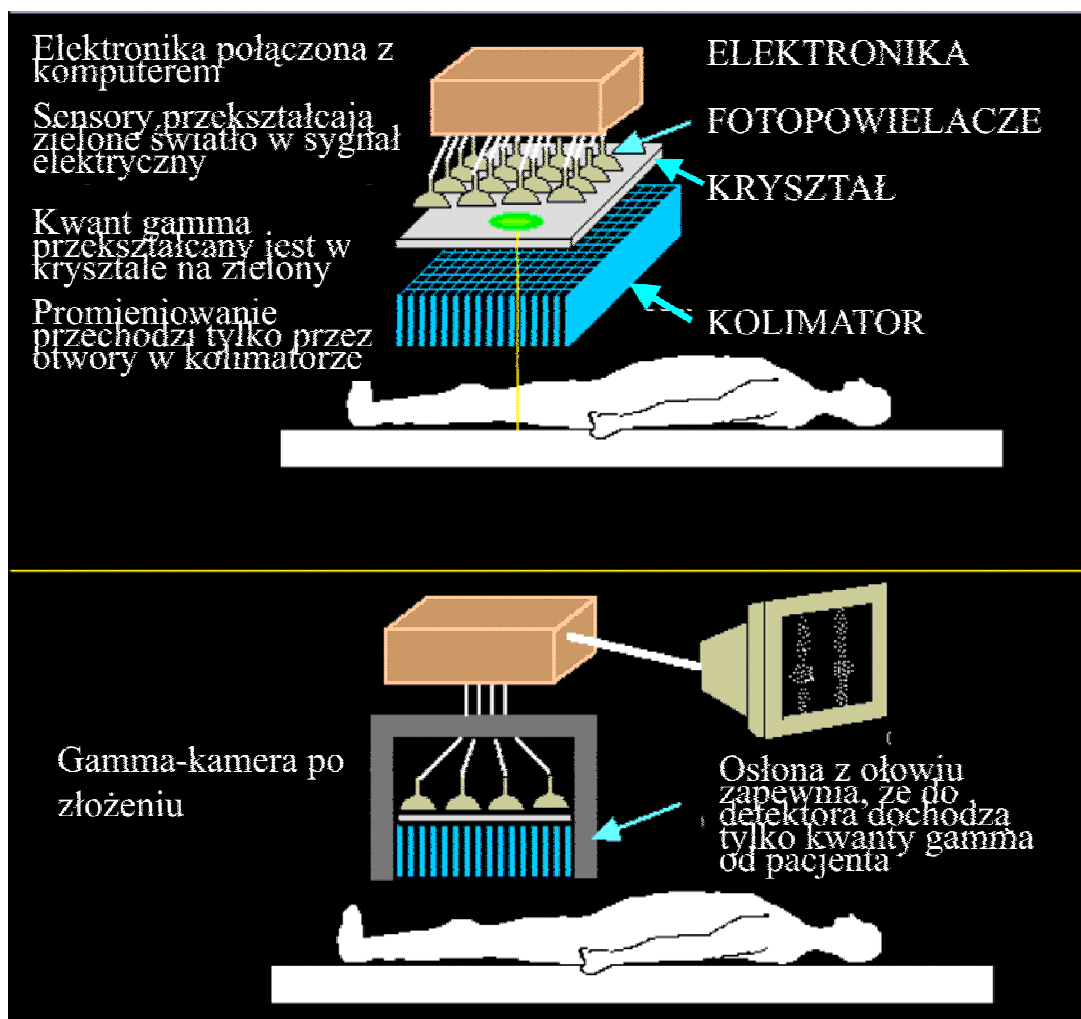 Elektronika połączona z
komputerem
Sensory przekształcają
zielone światło w sygnał
elektryczny
Kwant gamma
przekształcany jest w
krysztale na zielony
Promieniowanie
przechodzi tylko przez
otwory w kolimatorze
ELEKTRONIKA
FOTOPOWIELACZE
KRYSZTAŁ
KOLIMATOR
Gamma-kamera po
złożeniu
Osłona z ołowiu
zapewnia, że do
detektora dochodzą
tylko kwanty gamma
od pacjenta